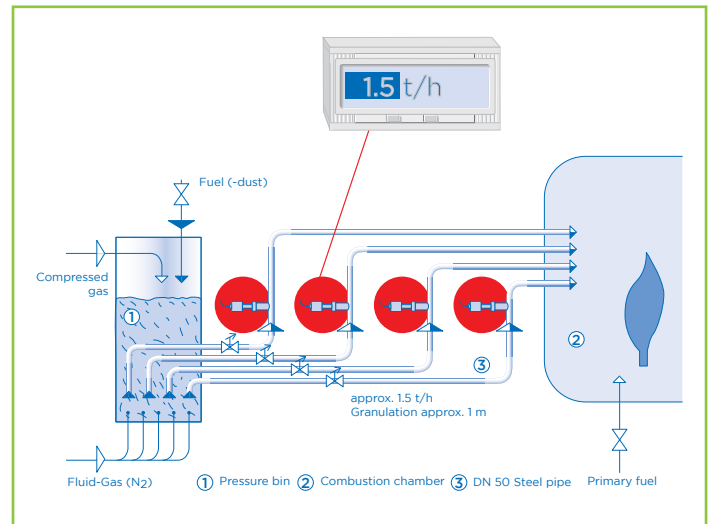 1.5 t/h
Fuel (-dust)
Compressed
gas
1
2
3
approx. 1.5 t/h
Granulation approx. 1 m
Fluid-Gas (N2)
1 Pressure bin 2 Combustion chamber 3 DN 50 Steel pipe
Primary fuel